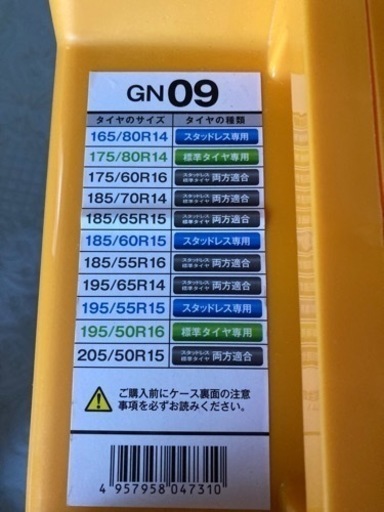 GN09
タイヤのサイズ タイヤの種類
165/80R14 スタッドレス専用
175/80R14 標準タイヤ専用
175/60R16 スタッドレス 標準タイヤ 両方適合
185/70R14 スタッドレス 標準タイヤ 両方適合
185/65R15 スタッドレス 標準タイヤ 両方適合
185/60R15 スタッドレス専用
185/55R16 スタッドレス 標準タイヤ 両方適合
195/65R14 スタッドレス 標準タイヤ 両方適合
195/55R15 スタッドレス専用
195/50R16 標準タイヤ専用
205/50R15 スタッドレス 標準タイヤ 両方適合
ご購入前にケース裏面の注意
事項を必ずお読みください。
4 957958 047310